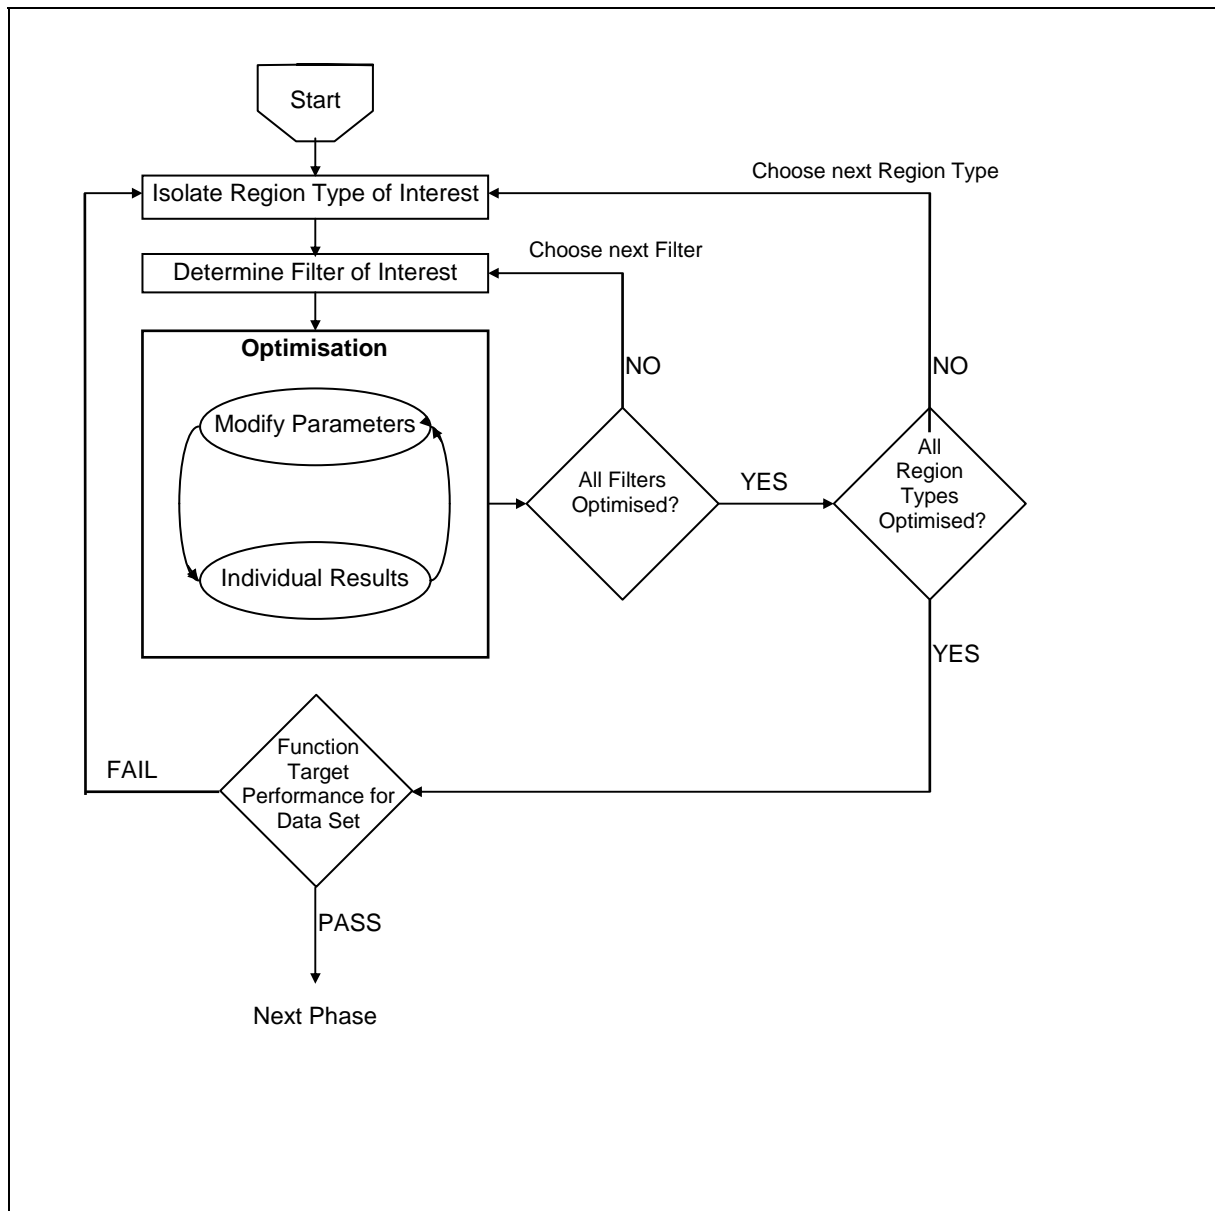 Start
Choose next Region Type
Isolate Region Type of Interest
Choose next Filter
Determine Filter of Interest
Optimisation
NO
NO
Modify Parameters
All Filters
Optimised?
YES
All
Region
Types
Optimised?
Individual Results
YES
Function
Target
Performance for
Data Set
FAIL
PASS
Next Phase